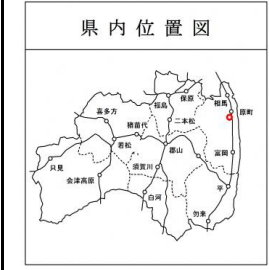 県内位置図
保原
相馬
福島
原町
喜多方
二本松
猪苗代
若松
郡山
須賀川
富岡
只見
会津高原
平
白河
勿来